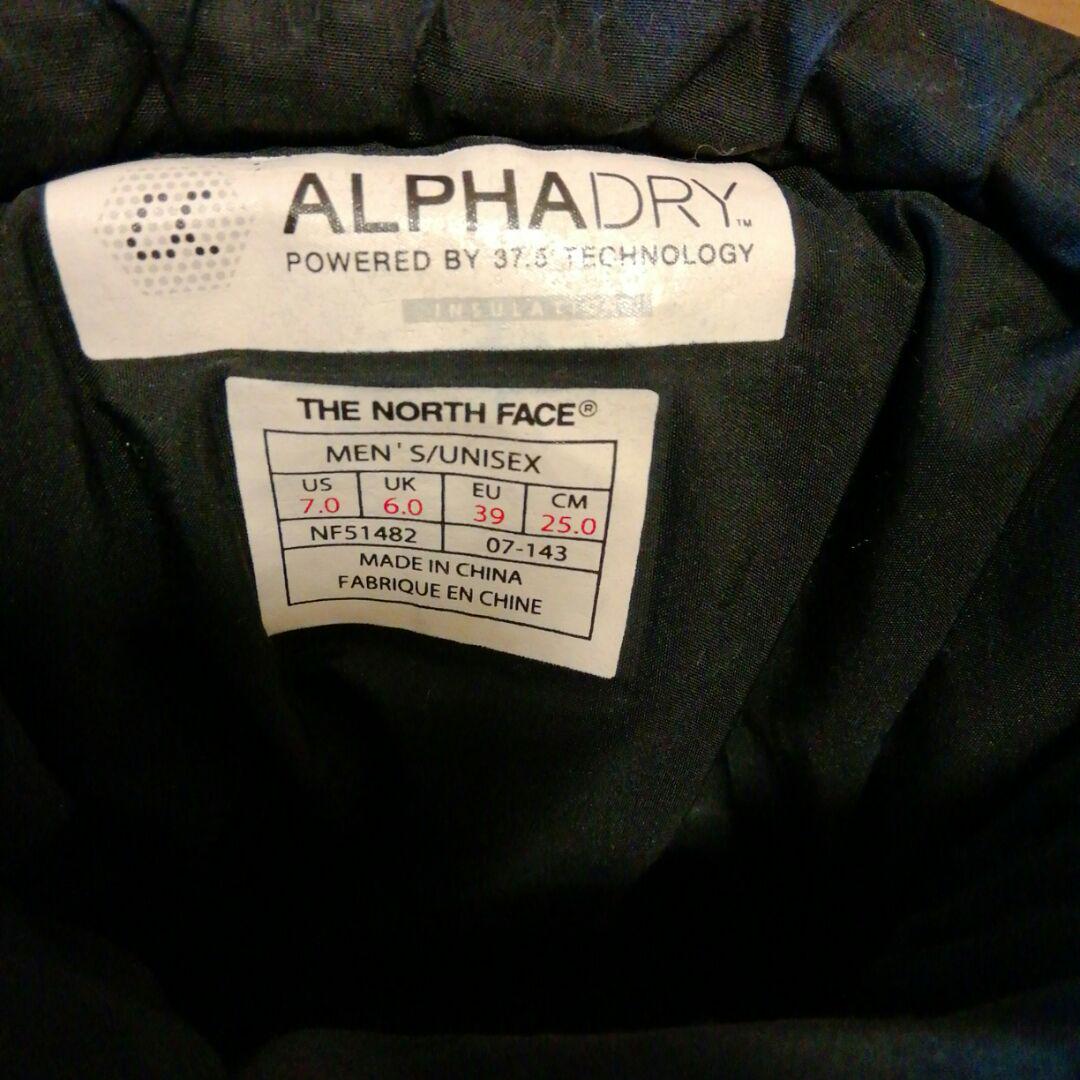 ALPHADRY™
POWERED BY 37.5 TECHNOLOGY
THE NORTH FACE®
MEN'S/UNISEX
US UK EU CM
7.0 6.0 39 25.0
NF51482 07-143
MADE IN CHINA
FABRIQUE EN CHINE